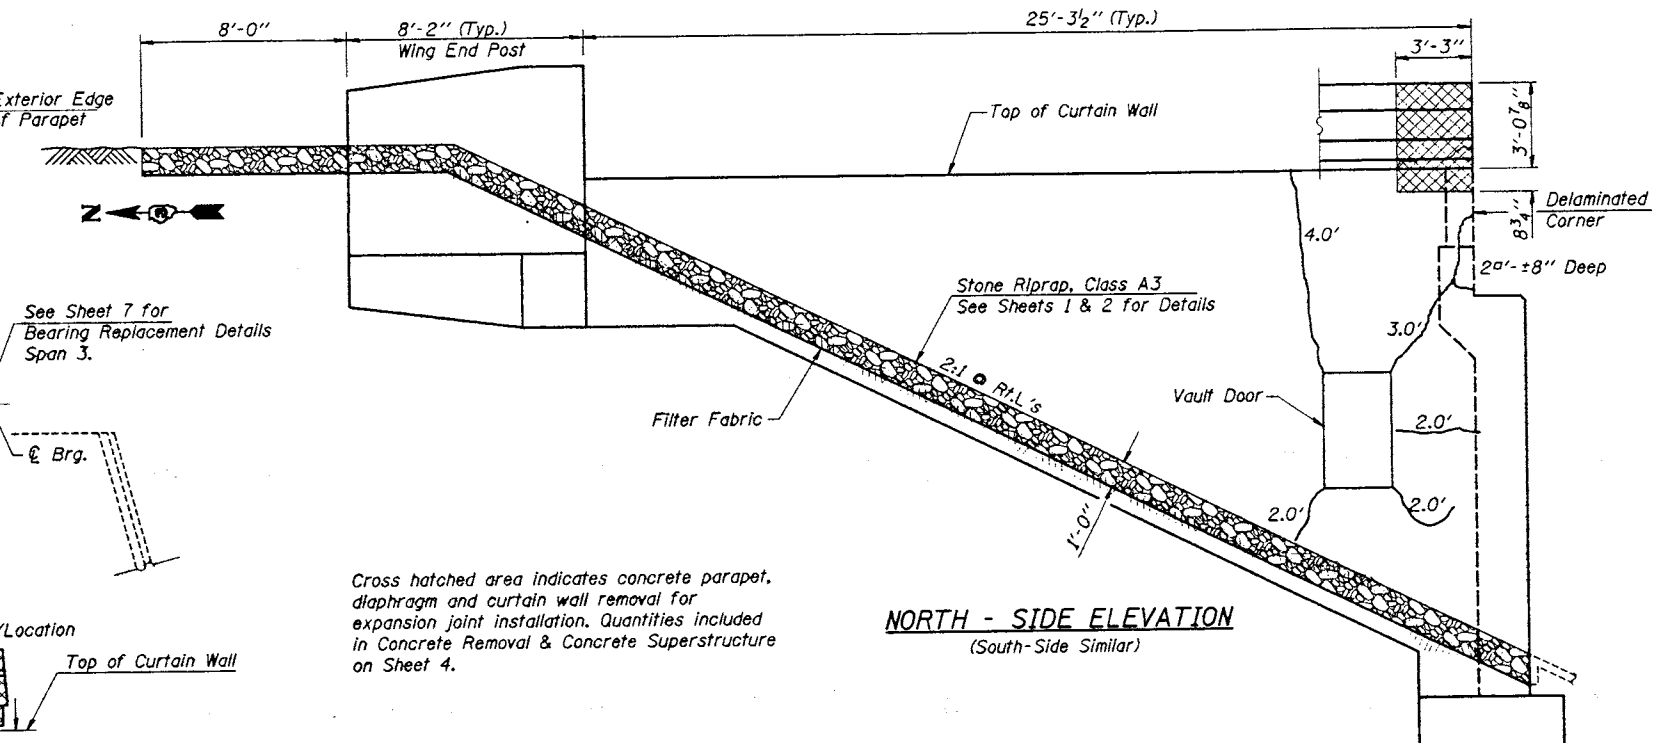 8'-0"
8'-2" (Typ.)
Wing End Post
25'-3½" (Typ.)
3'-3"
Exterior Edge
of Parapet
Top of Curtain Wall
3'-0⅞"
N
8¾"
Delaminated
Corner
4.0'
2□'-±8" Deep
See Sheet 7 for
Bearing Replacement Details
Span 3.
Stone Riprap, Class A3
See Sheets 1 & 2 for Details
3.0'
2:1 @ Rt.L's
Vault Door
Filter Fabric
2.0'
℄ Brg.
2.0'
2.0'
1'-0"
Cross hatched area indicates concrete parapet,
diaphragm and curtain wall removal for
expansion joint installation. Quantities included
in Concrete Removal & Concrete Superstructure
on Sheet 4.
NORTH - SIDE ELEVATION
(South-Side Similar)
/Location
Top of Curtain Wall